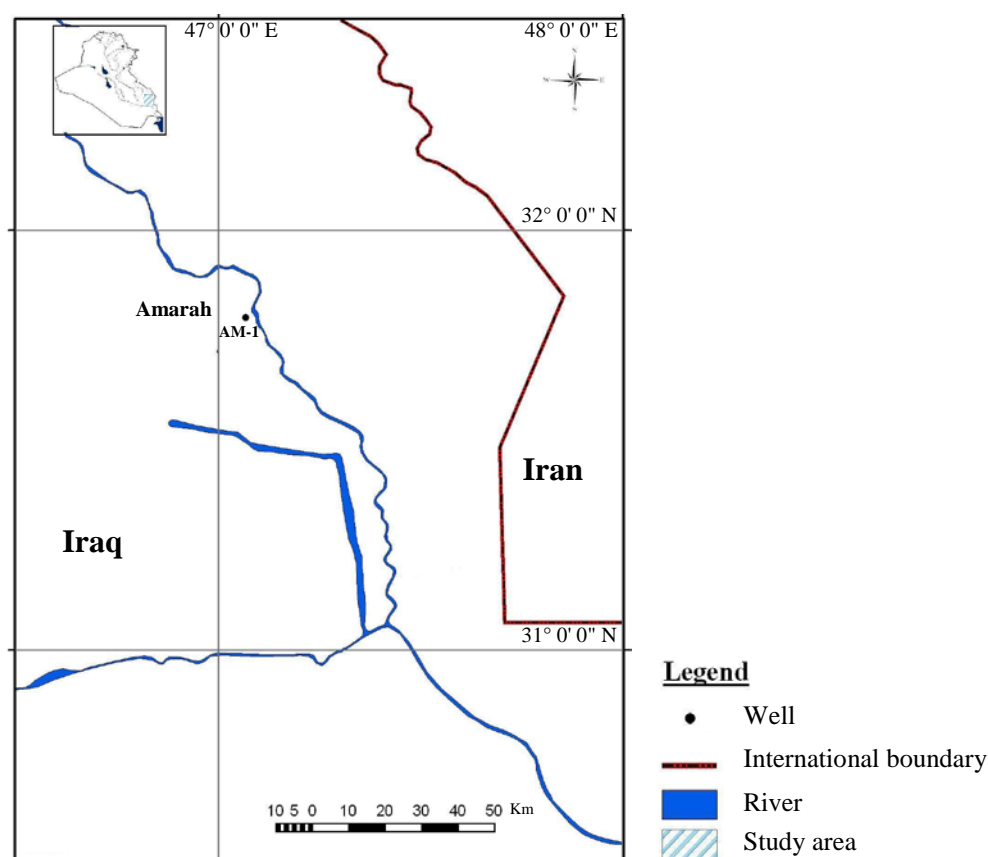 47° 0' 0" E
48° 0' 0" E
N
W
E
S
32° 0' 0" N
Amarah
AM-1
Iran
Iraq
31° 0' 0" N
Legend
Well
International boundary
River
Study area
10 5 0 10 20 30 40 50 Km